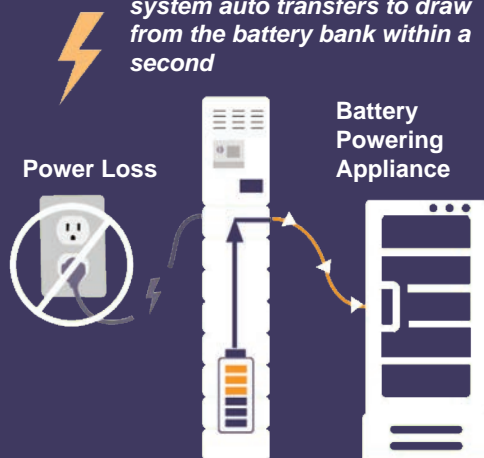 system auto transfers to draw
from the battery bank within a
second
Battery
Powering
Appliance
Power Loss